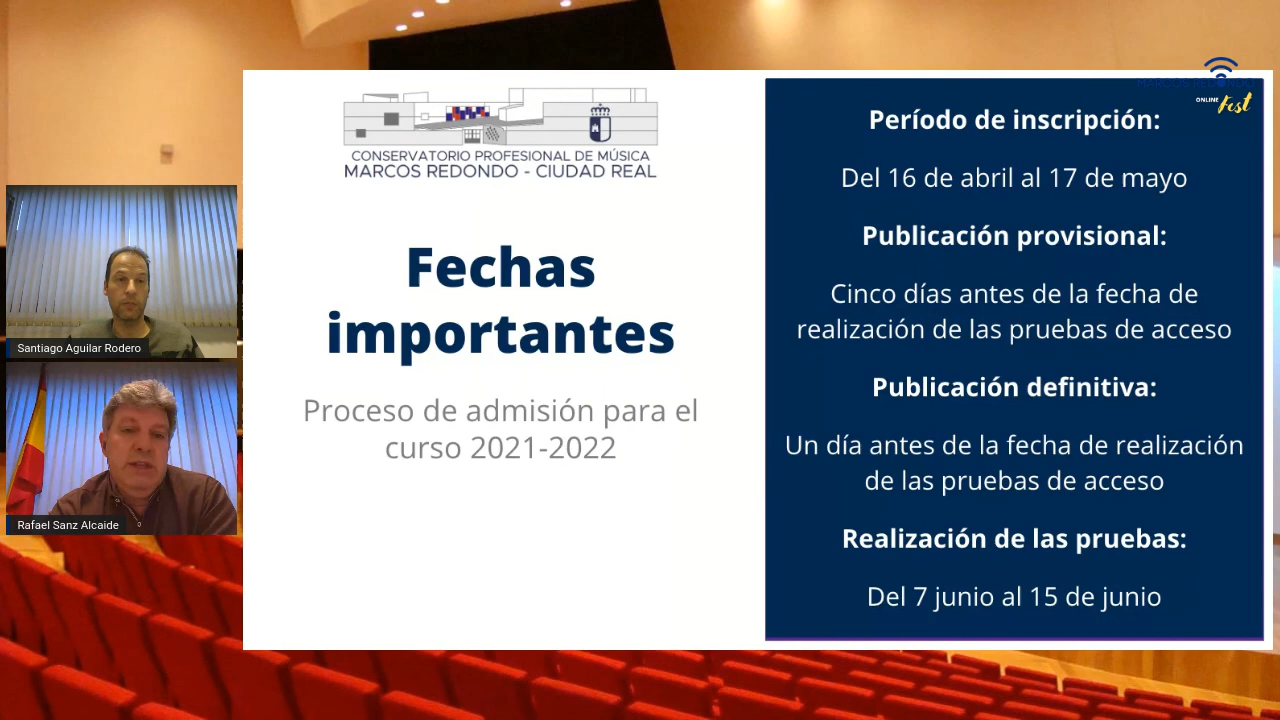 CONSERVATORIO PROFESIONAL DE MÚSICA
MARCOS REDONDO - CIUDAD REAL
Fechas
importantes
Proceso de admisión para el
curso 2021-2022
MARCOS REDONDO
ONLINE
Fest
Período de inscripción:
Del 16 de abril al 17 de mayo
Publicación provisional:
Cinco días antes de la fecha de
realización de las pruebas de acceso
Publicación definitiva:
Un día antes de la fecha de realización
de las pruebas de acceso
Realización de las pruebas:
Del 7 junio al 15 de junio
Santiago Aguilar Rodero
Rafael Sanz Alcaide